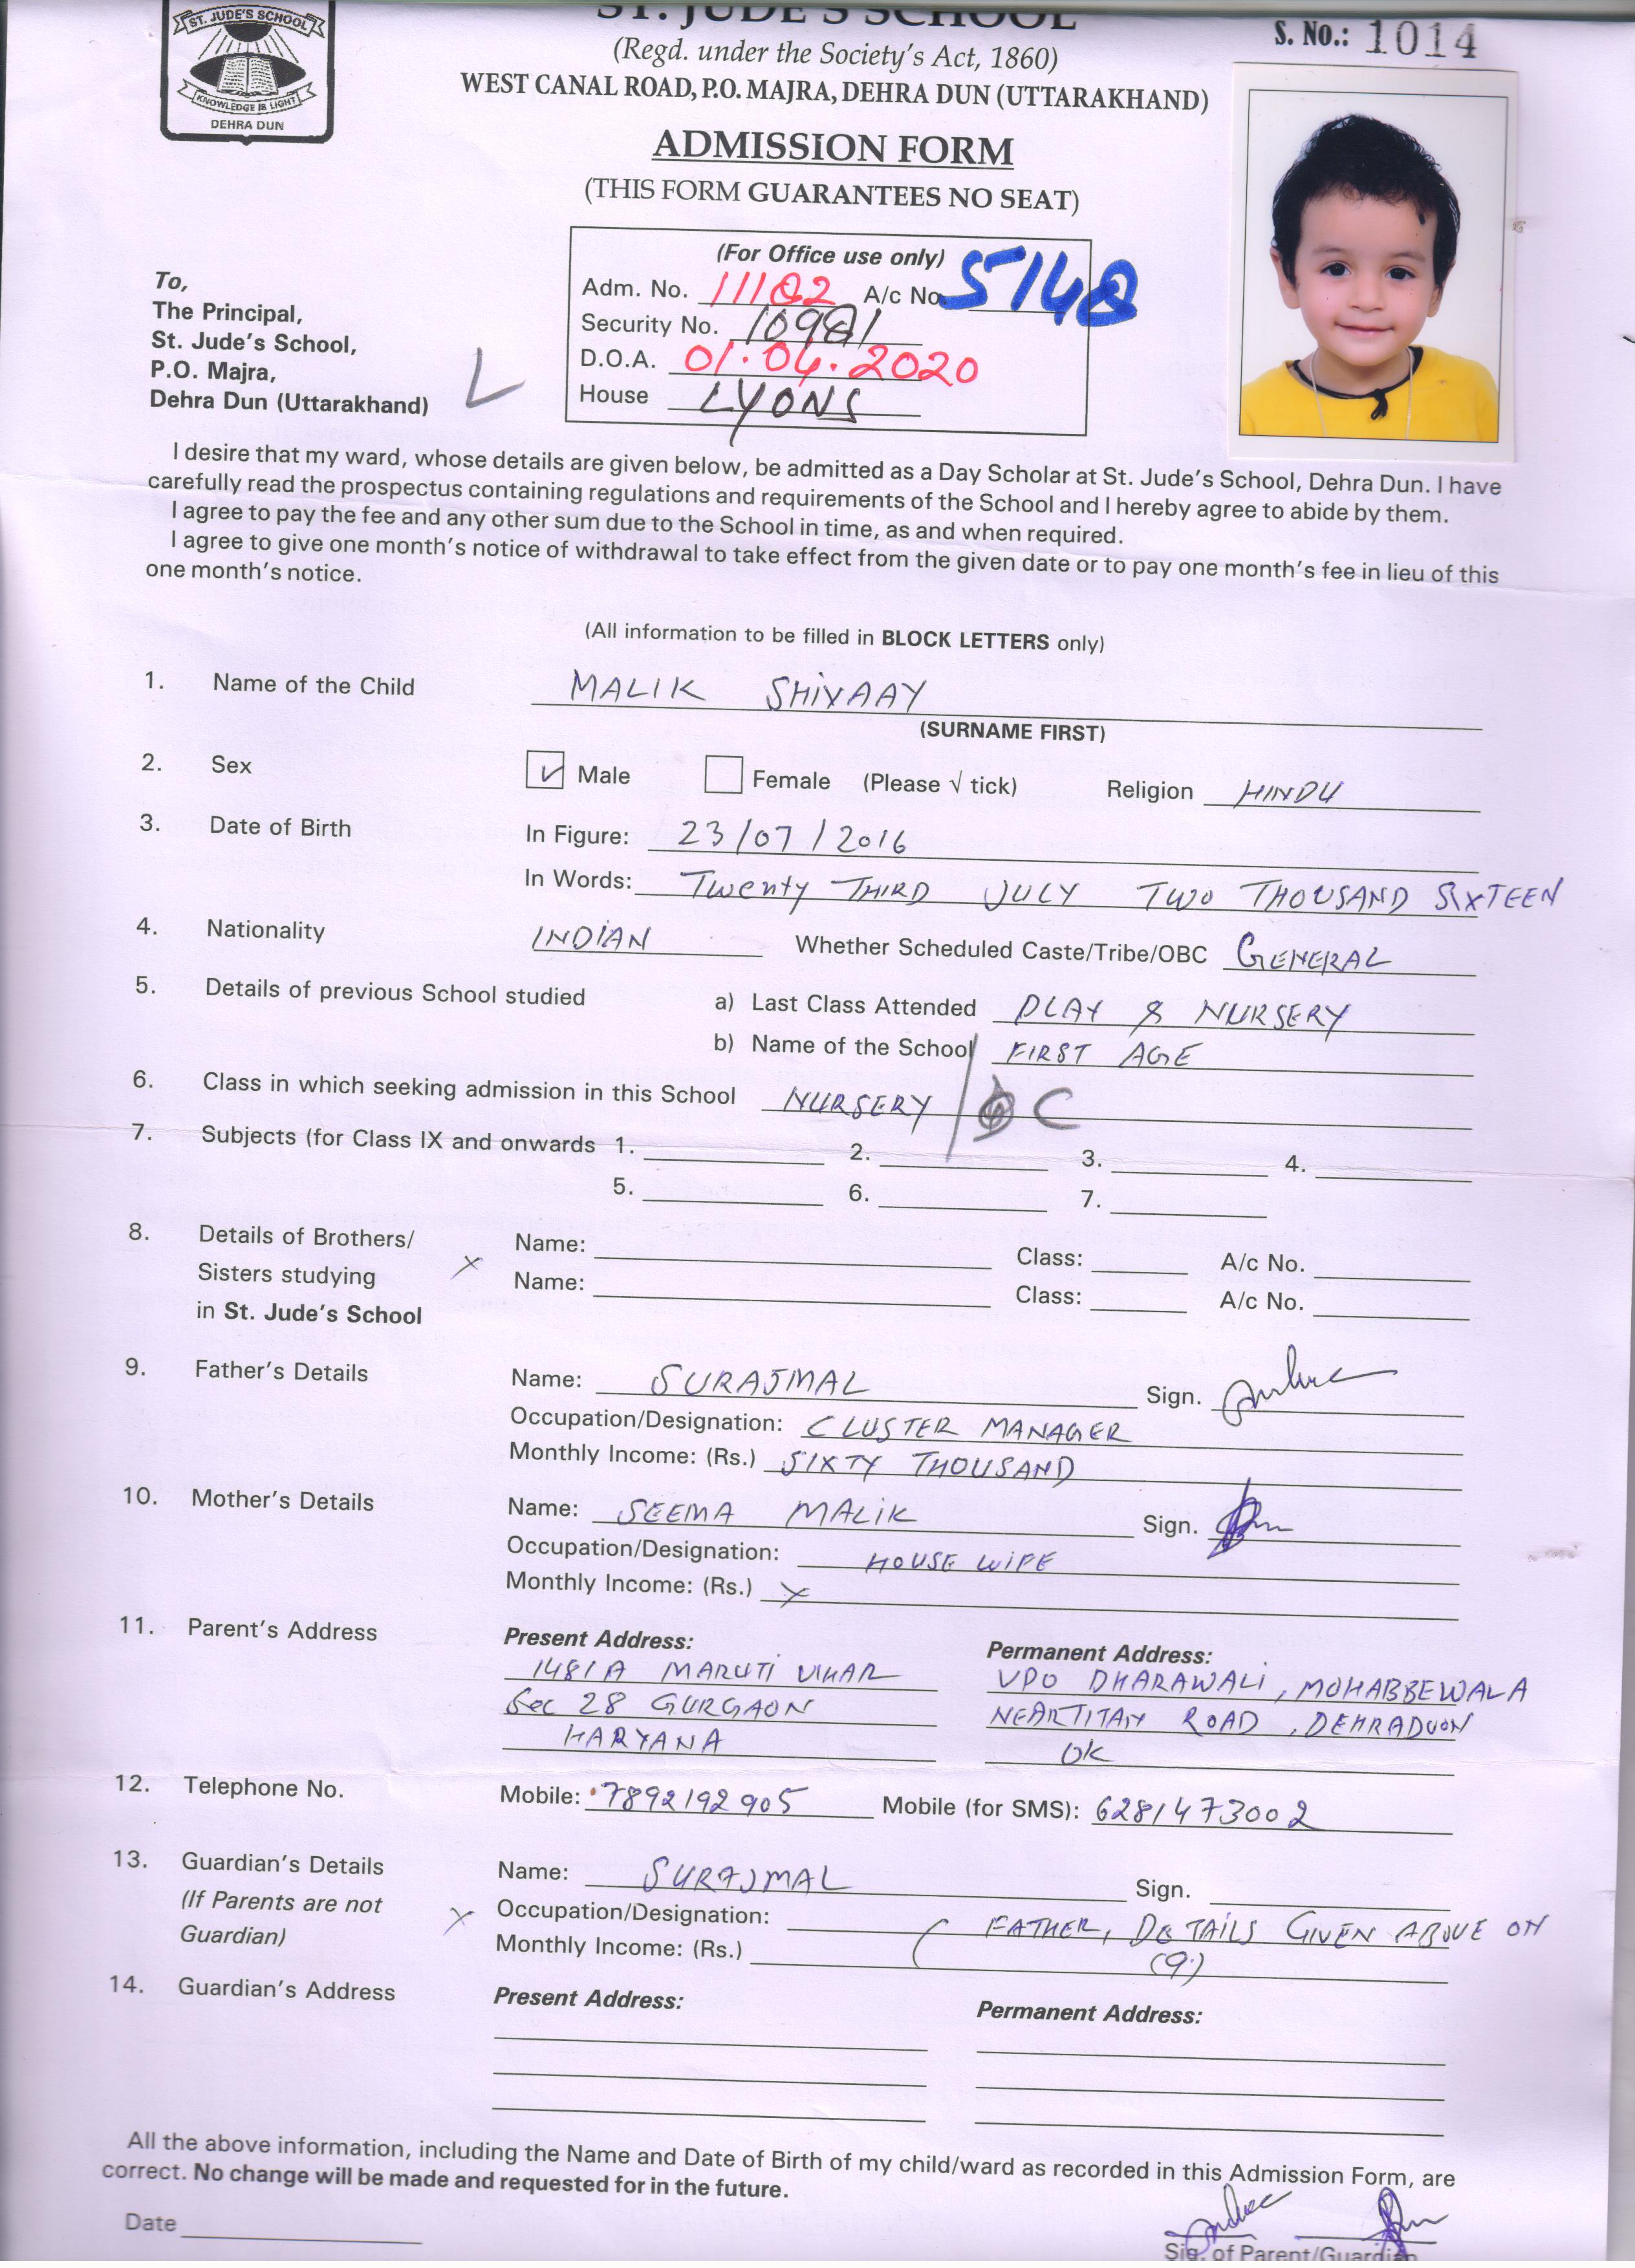 ST. JUDE'S SCHOOL
KNOWLEDGE IS LIGHT
DEHRA DUN
ST. JUDE'S SCHOOL
(Regd. under the Society's Act, 1860)
WEST CANAL ROAD, P.O. MAJRA, DEHRA DUN (UTTARAKHAND)
S. No.: 1014
ADMISSION FORM
(THIS FORM GUARANTEES NO SEAT)
(For Office use only)
Adm. No. 11182 A/c No. 5148
Security No. 10981
D.O.A. 01.04.2020
House LYONS
To,
The Principal,
St. Jude's School,
P.O. Majra,
Dehra Dun (Uttarakhand)
I desire that my ward, whose details are given below, be admitted as a Day Scholar at St. Jude's School, Dehra Dun. I have
carefully read the prospectus containing regulations and requirements of the School and I hereby agree to abide by them.
I agree to pay the fee and any other sum due to the School in time, as and when required.
I agree to give one month's notice of withdrawal to take effect from the given date or to pay one month's fee in lieu of this
one month's notice.
(All information to be filled in BLOCK LETTERS only)
1. Name of the Child MALIK SHIVAAY
(SURNAME FIRST)
2. Sex Male Female (Please √ tick) Religion HINDU
3. Date of Birth In Figure: 23/07/2016
In Words: Twenty THIRD JULY TWO THOUSAND SIXTEEN
4. Nationality INDIAN Whether Scheduled Caste/Tribe/OBC GENERAL
5. Details of previous School studied a) Last Class Attended PLAY & NURSERY
b) Name of the School FIRST AGE
6. Class in which seeking admission in this School NURSERY / C
7. Subjects (for Class IX and onwards 1. 2. 3. 4.
5. 6. 7.
8. Details of Brothers/ Name: Class: A/c No.
Sisters studying Name: Class: A/c No.
in St. Jude's School
9. Father's Details Name: SURAJMAL Sign.
Occupation/Designation: CLUSTER MANAGER
Monthly Income: (Rs.) SIXTY THOUSAND
10. Mother's Details Name: SEEMA MALIK Sign.
Occupation/Designation: HOUSE WIFE
Monthly Income: (Rs.) X
11. Parent's Address Present Address: Permanent Address:
1481A MARUTI VIHAR VPO DHARAWALI, MOHABBEWALA
Sec 28 GURGAON NEARTITAN ROAD, DEHRADUON
HARYANA UK
12. Telephone No. Mobile: 7892192905 Mobile (for SMS): 6281473002
13. Guardian's Details Name: SURAJMAL Sign.
(If Parents are not Occupation/Designation: ( FATHER, DETAILS GIVEN ABOVE ON
Guardian) Monthly Income: (Rs.) (9.)
14. Guardian's Address Present Address: Permanent Address:
All the above information, including the Name and Date of Birth of my child/ward as recorded in this Admission Form, are
correct. No change will be made and requested for in the future.
Date
Sig. of Parent/Guardian